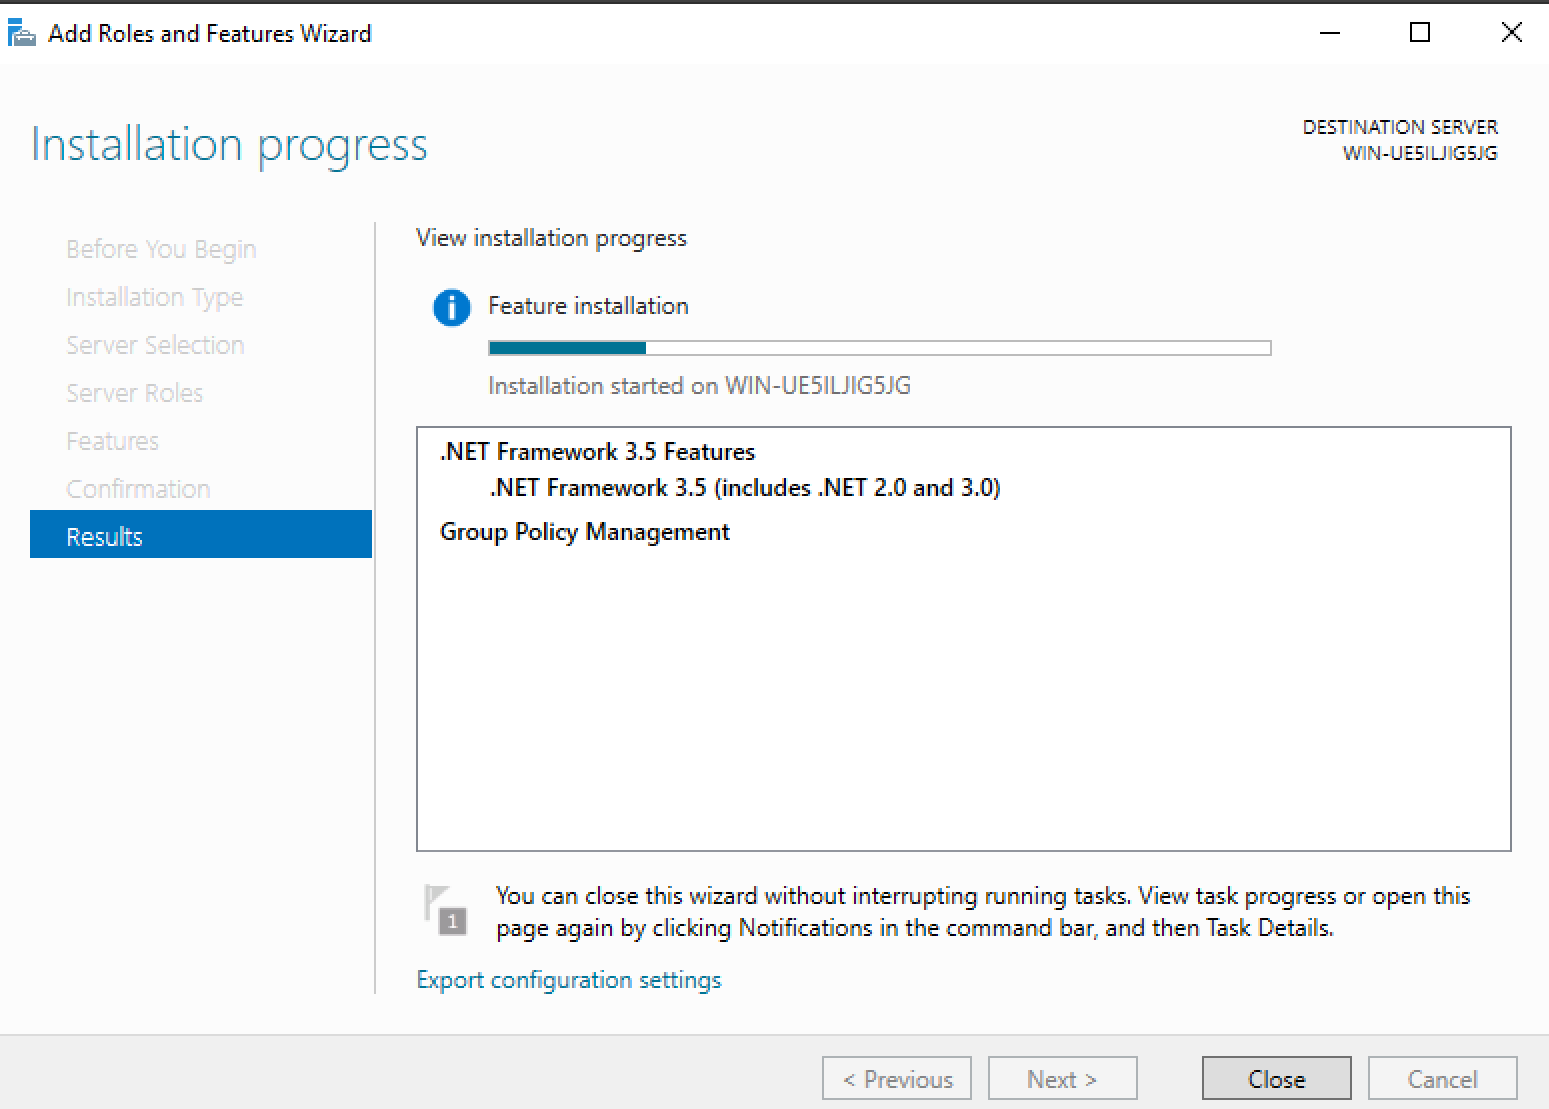 Add Roles and Features Wizard
Installation progress
DESTINATION SERVER
WIN-UE5ILJIG5JG
Before You Begin
Installation Type
Server Selection
Server Roles
Features
Confirmation
Results
View installation progress
Feature installation
Installation started on WIN-UE5ILJIG5JG
.NET Framework 3.5 Features
.NET Framework 3.5 (includes .NET 2.0 and 3.0)
Group Policy Management
1
You can close this wizard without interrupting running tasks. View task progress or open this
page again by clicking Notifications in the command bar, and then Task Details.
Export configuration settings
< Previous
Next >
Close
Cancel